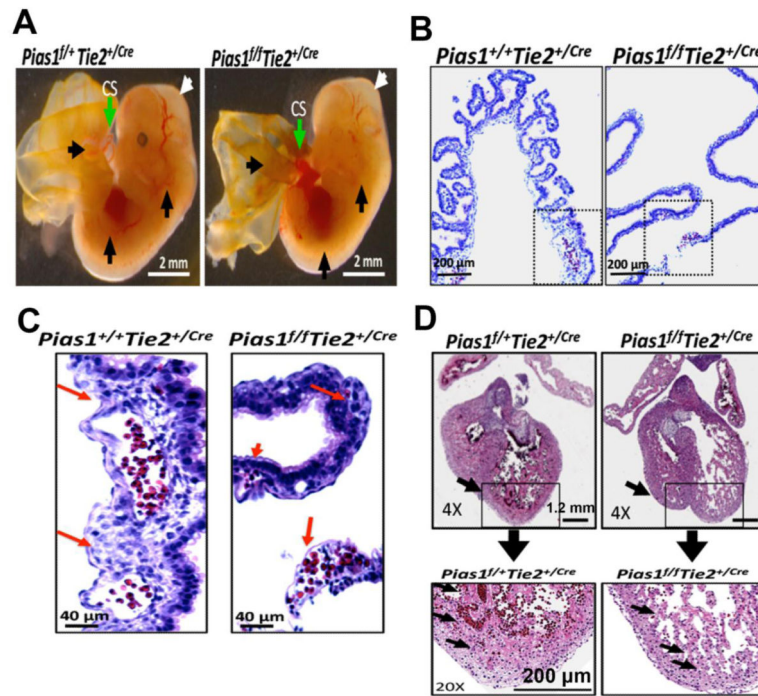 A
Pias1f/+Tie2+/Cre
Pias1f/fTie2+/Cre
CS
CS
2 mm
2 mm
B
Pias1+/+Tie2+/Cre
Pias1f/fTie2+/Cre
200 µm
200 µm
C
Pias1+/+Tie2+/Cre
Pias1f/fTie2+/Cre
40 µm
40 µm
D
Pias1f/+Tie2+/Cre
Pias1f/fTie2+/Cre
4X
1.2 mm
4X
Pias1f/+Tie2+/Cre
Pias1f/fTie2+/Cre
20X
200 µm